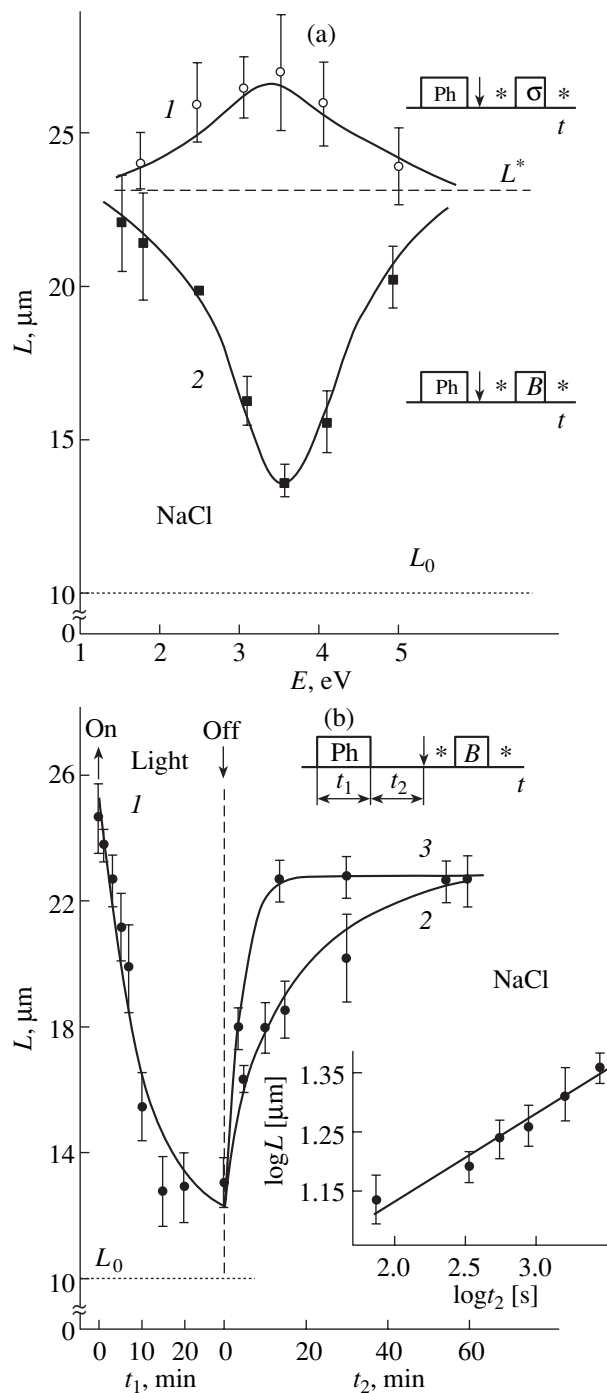 (a)
25
20
15
10
0
L, μm
1
2
Ph
*
σ
*
t
L*
Ph
*
B
*
t
NaCl
L₀
1
2
3
4
5
E, eV
(b)
On
Light
Off
1
Ph
t₁
t₂
*
B
*
t
26
22
18
14
10
0
L, μm
3
2
NaCl
L₀
1.35
1.25
1.15
logL [μm]
2.0
2.5
3.0
logt₂ [s]
0
10
20
0
20
40
60
t₁, min
t₂, min